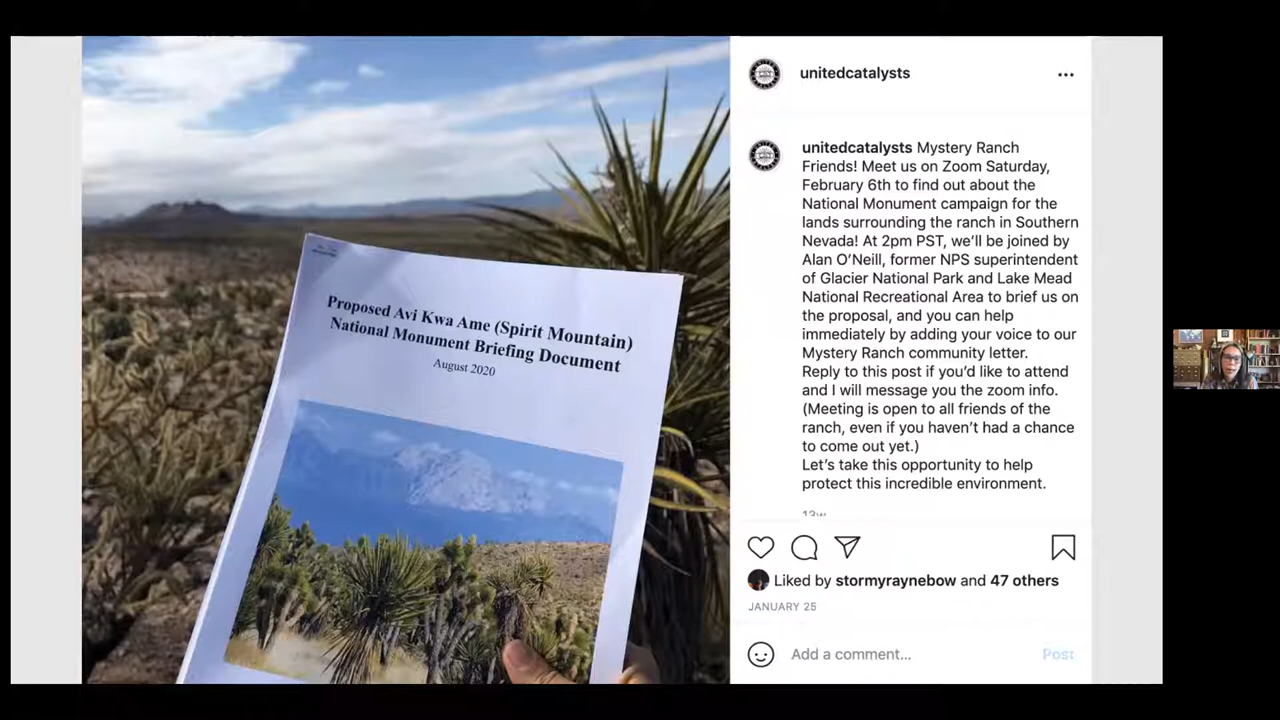 unitedcatalysts
unitedcatalysts Mystery Ranch
Friends! Meet us on Zoom Saturday,
February 6th to find out about the
National Monument campaign for the
lands surrounding the ranch in Southern
Nevada! At 2pm PST, we'll be joined by
Alan O'Neill, former NPS superintendent
of Glacier National Park and Lake Mead
National Recreational Area to brief us on
the proposal, and you can help
immediately by adding your voice to our
Mystery Ranch community letter.
Reply to this post if you'd like to attend
and I will message you the zoom info.
(Meeting is open to all friends of the
ranch, even if you haven't had a chance
to come out yet.)
Let's take this opportunity to help
protect this incredible environment.
13w
Liked by stormyraynebow and 47 others
JANUARY 25
Add a comment...
Post
Proposed Avi Kwa Ame (Spirit Mountain)
National Monument Briefing Document
August 2020